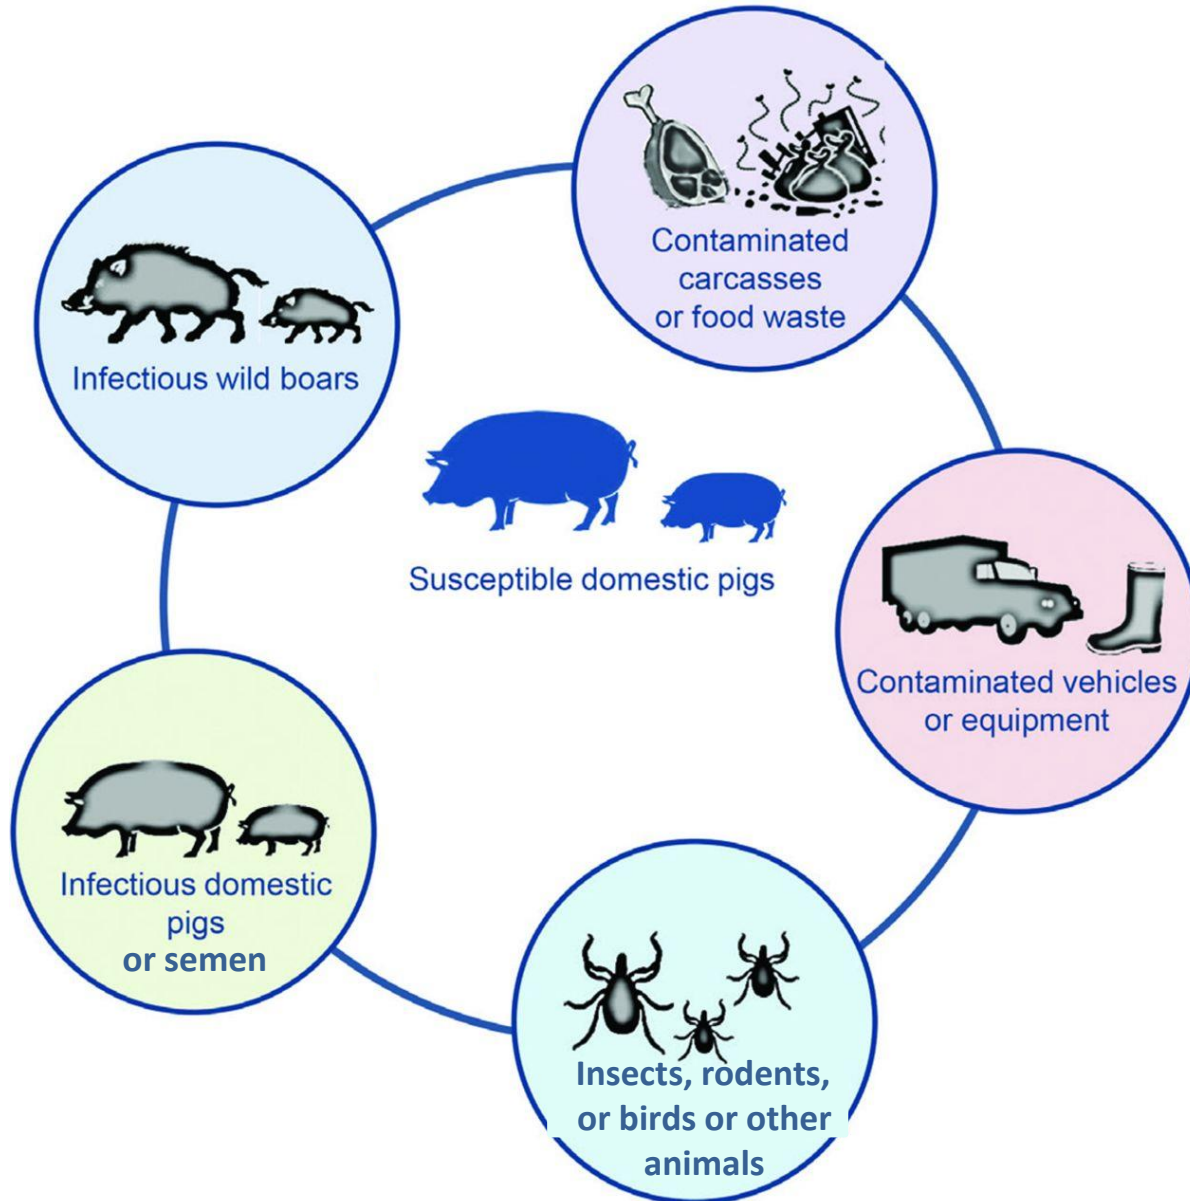 Contaminated
carcasses
or food waste
Infectious wild boars
Susceptible domestic pigs
Contaminated vehicles
or equipment
Infectious domestic
pigs
or semen
Insects, rodents,
or birds or other
animals